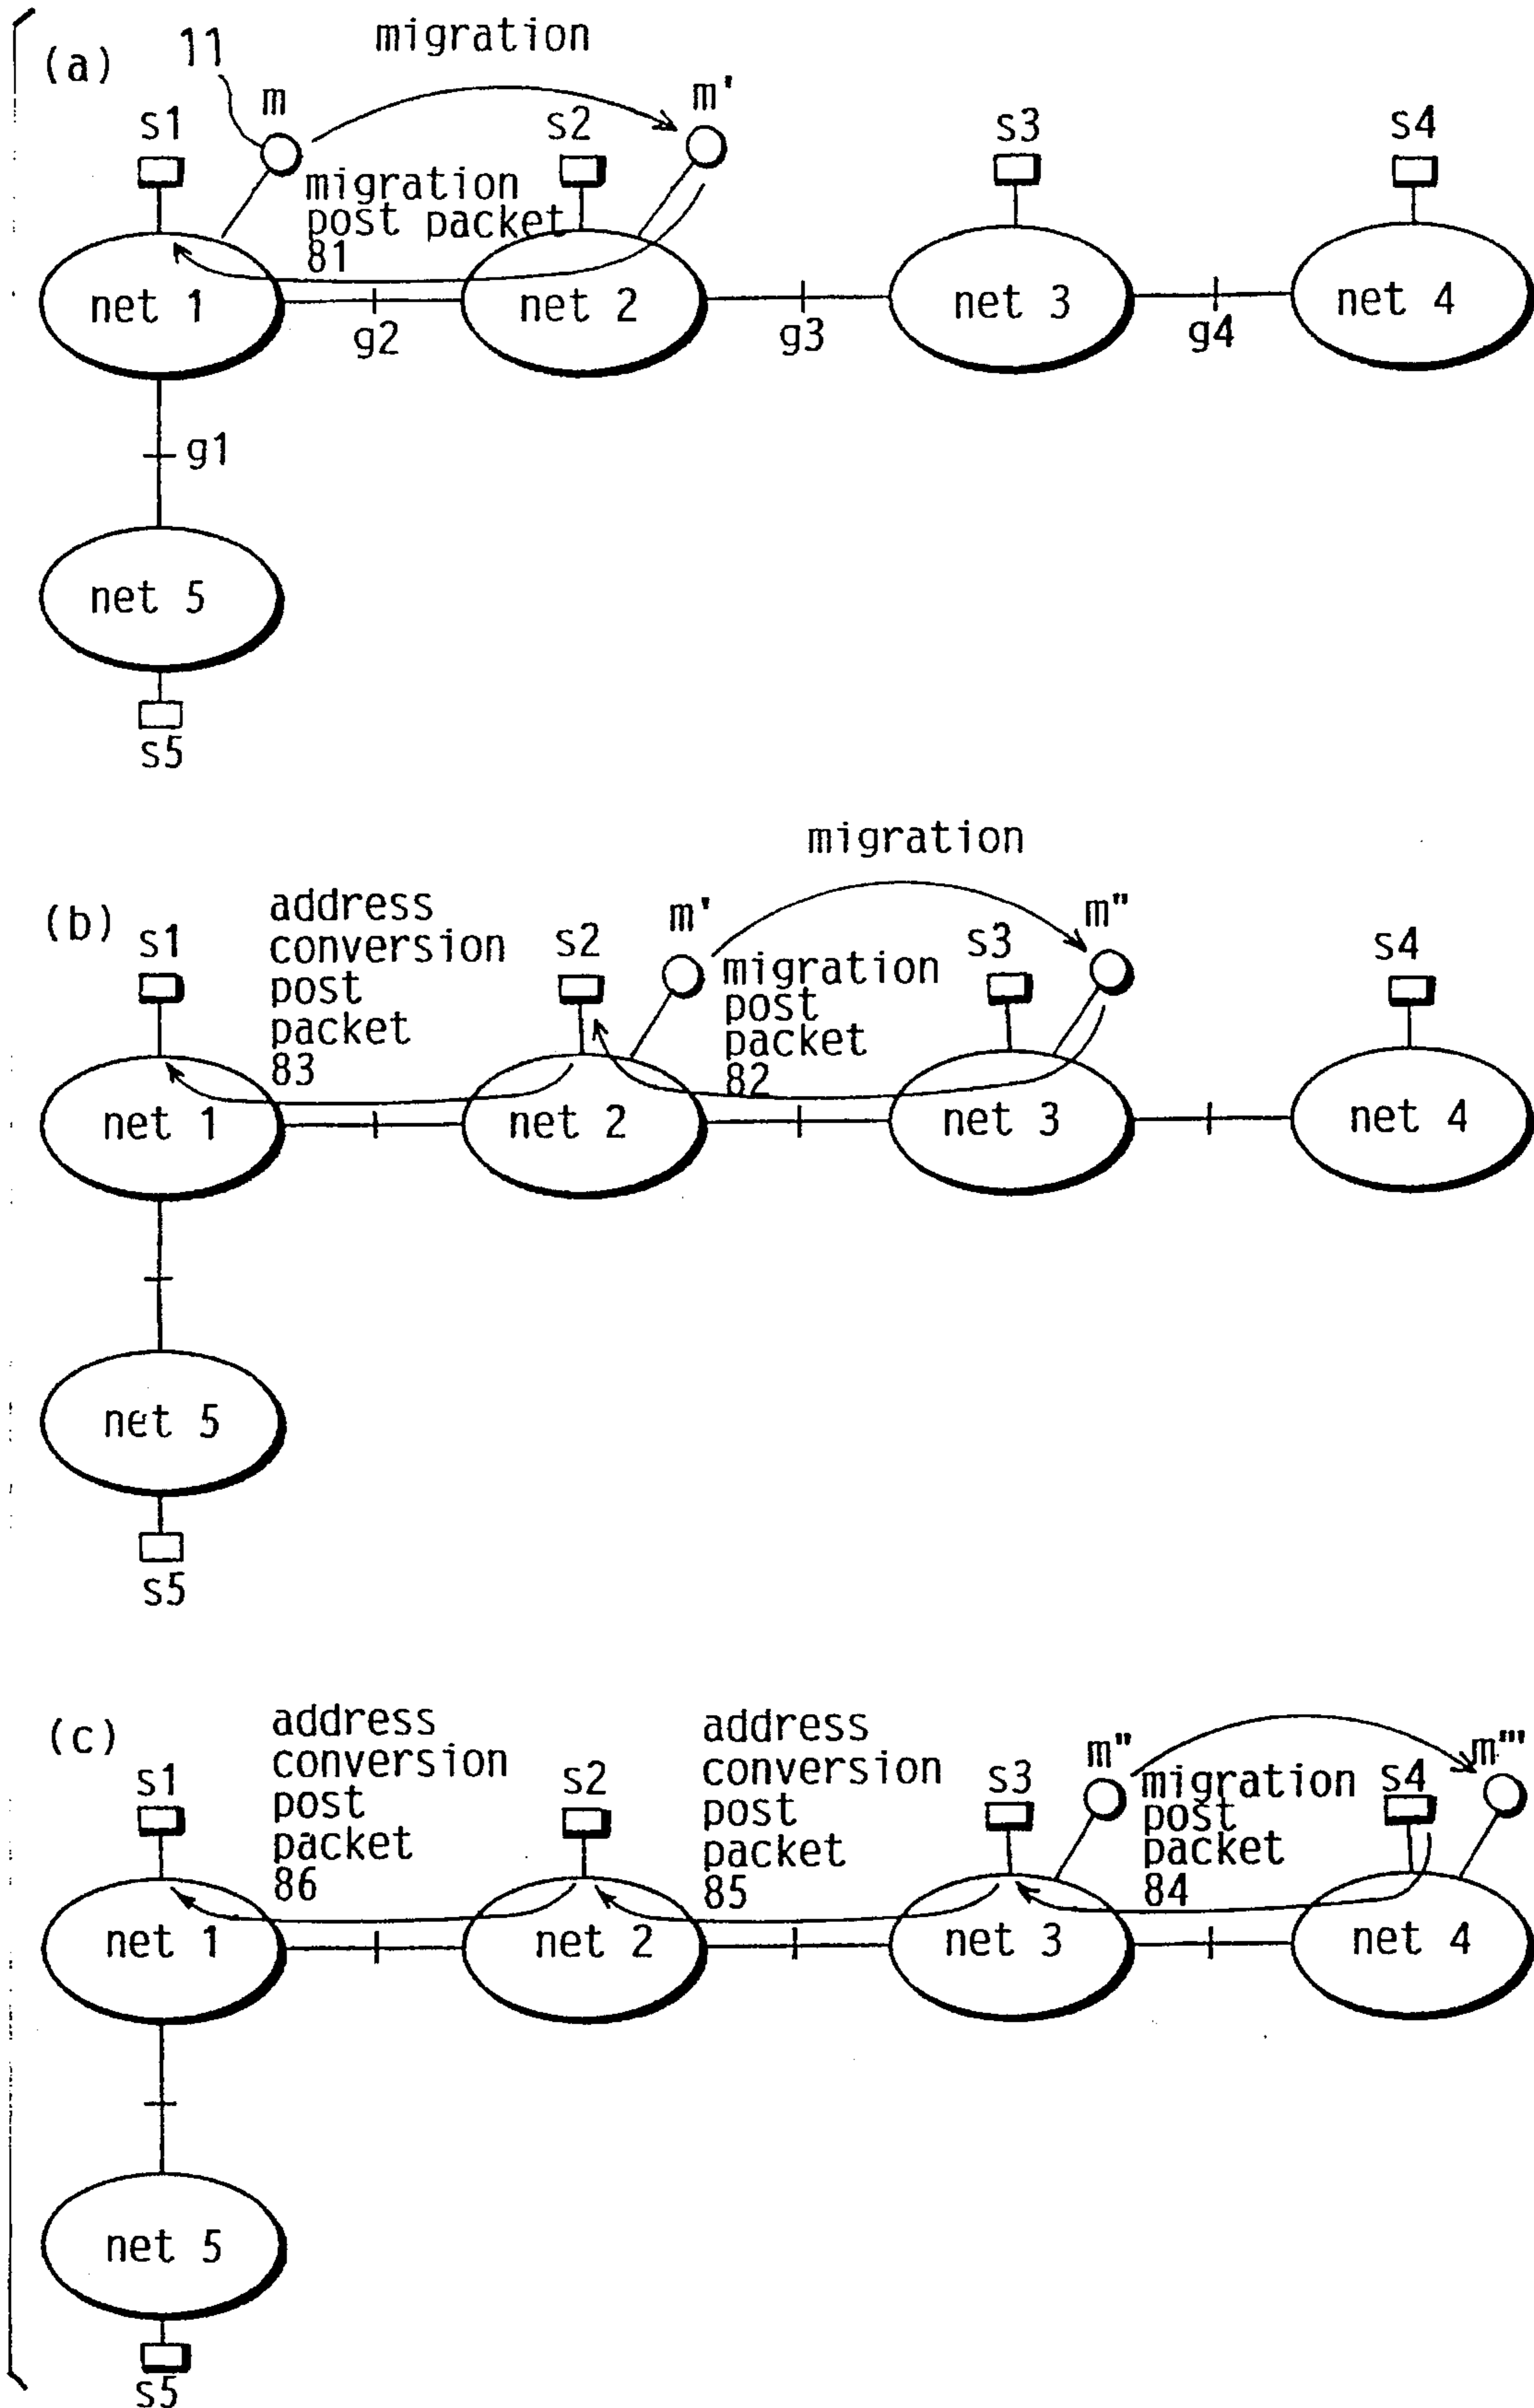 (a)
11
migration
m
m'
s1
s2
s3
s4
migration
post packet
81
net 1
net 2
net 3
net 4
g2
g3
g4
g1
net 5
s5
migration
(b)
s1
address
conversion
post
packet
83
s2
m'
migration
post
packet
82
s3
m"
s4
net 1
net 2
net 3
net 4
net 5
s5
(c)
s1
address
conversion
post
packet
86
s2
address
conversion
post
packet
85
s3
m"
migration
post
packet
84
s4
m"'
net 1
net 2
net 3
net 4
net 5
s5